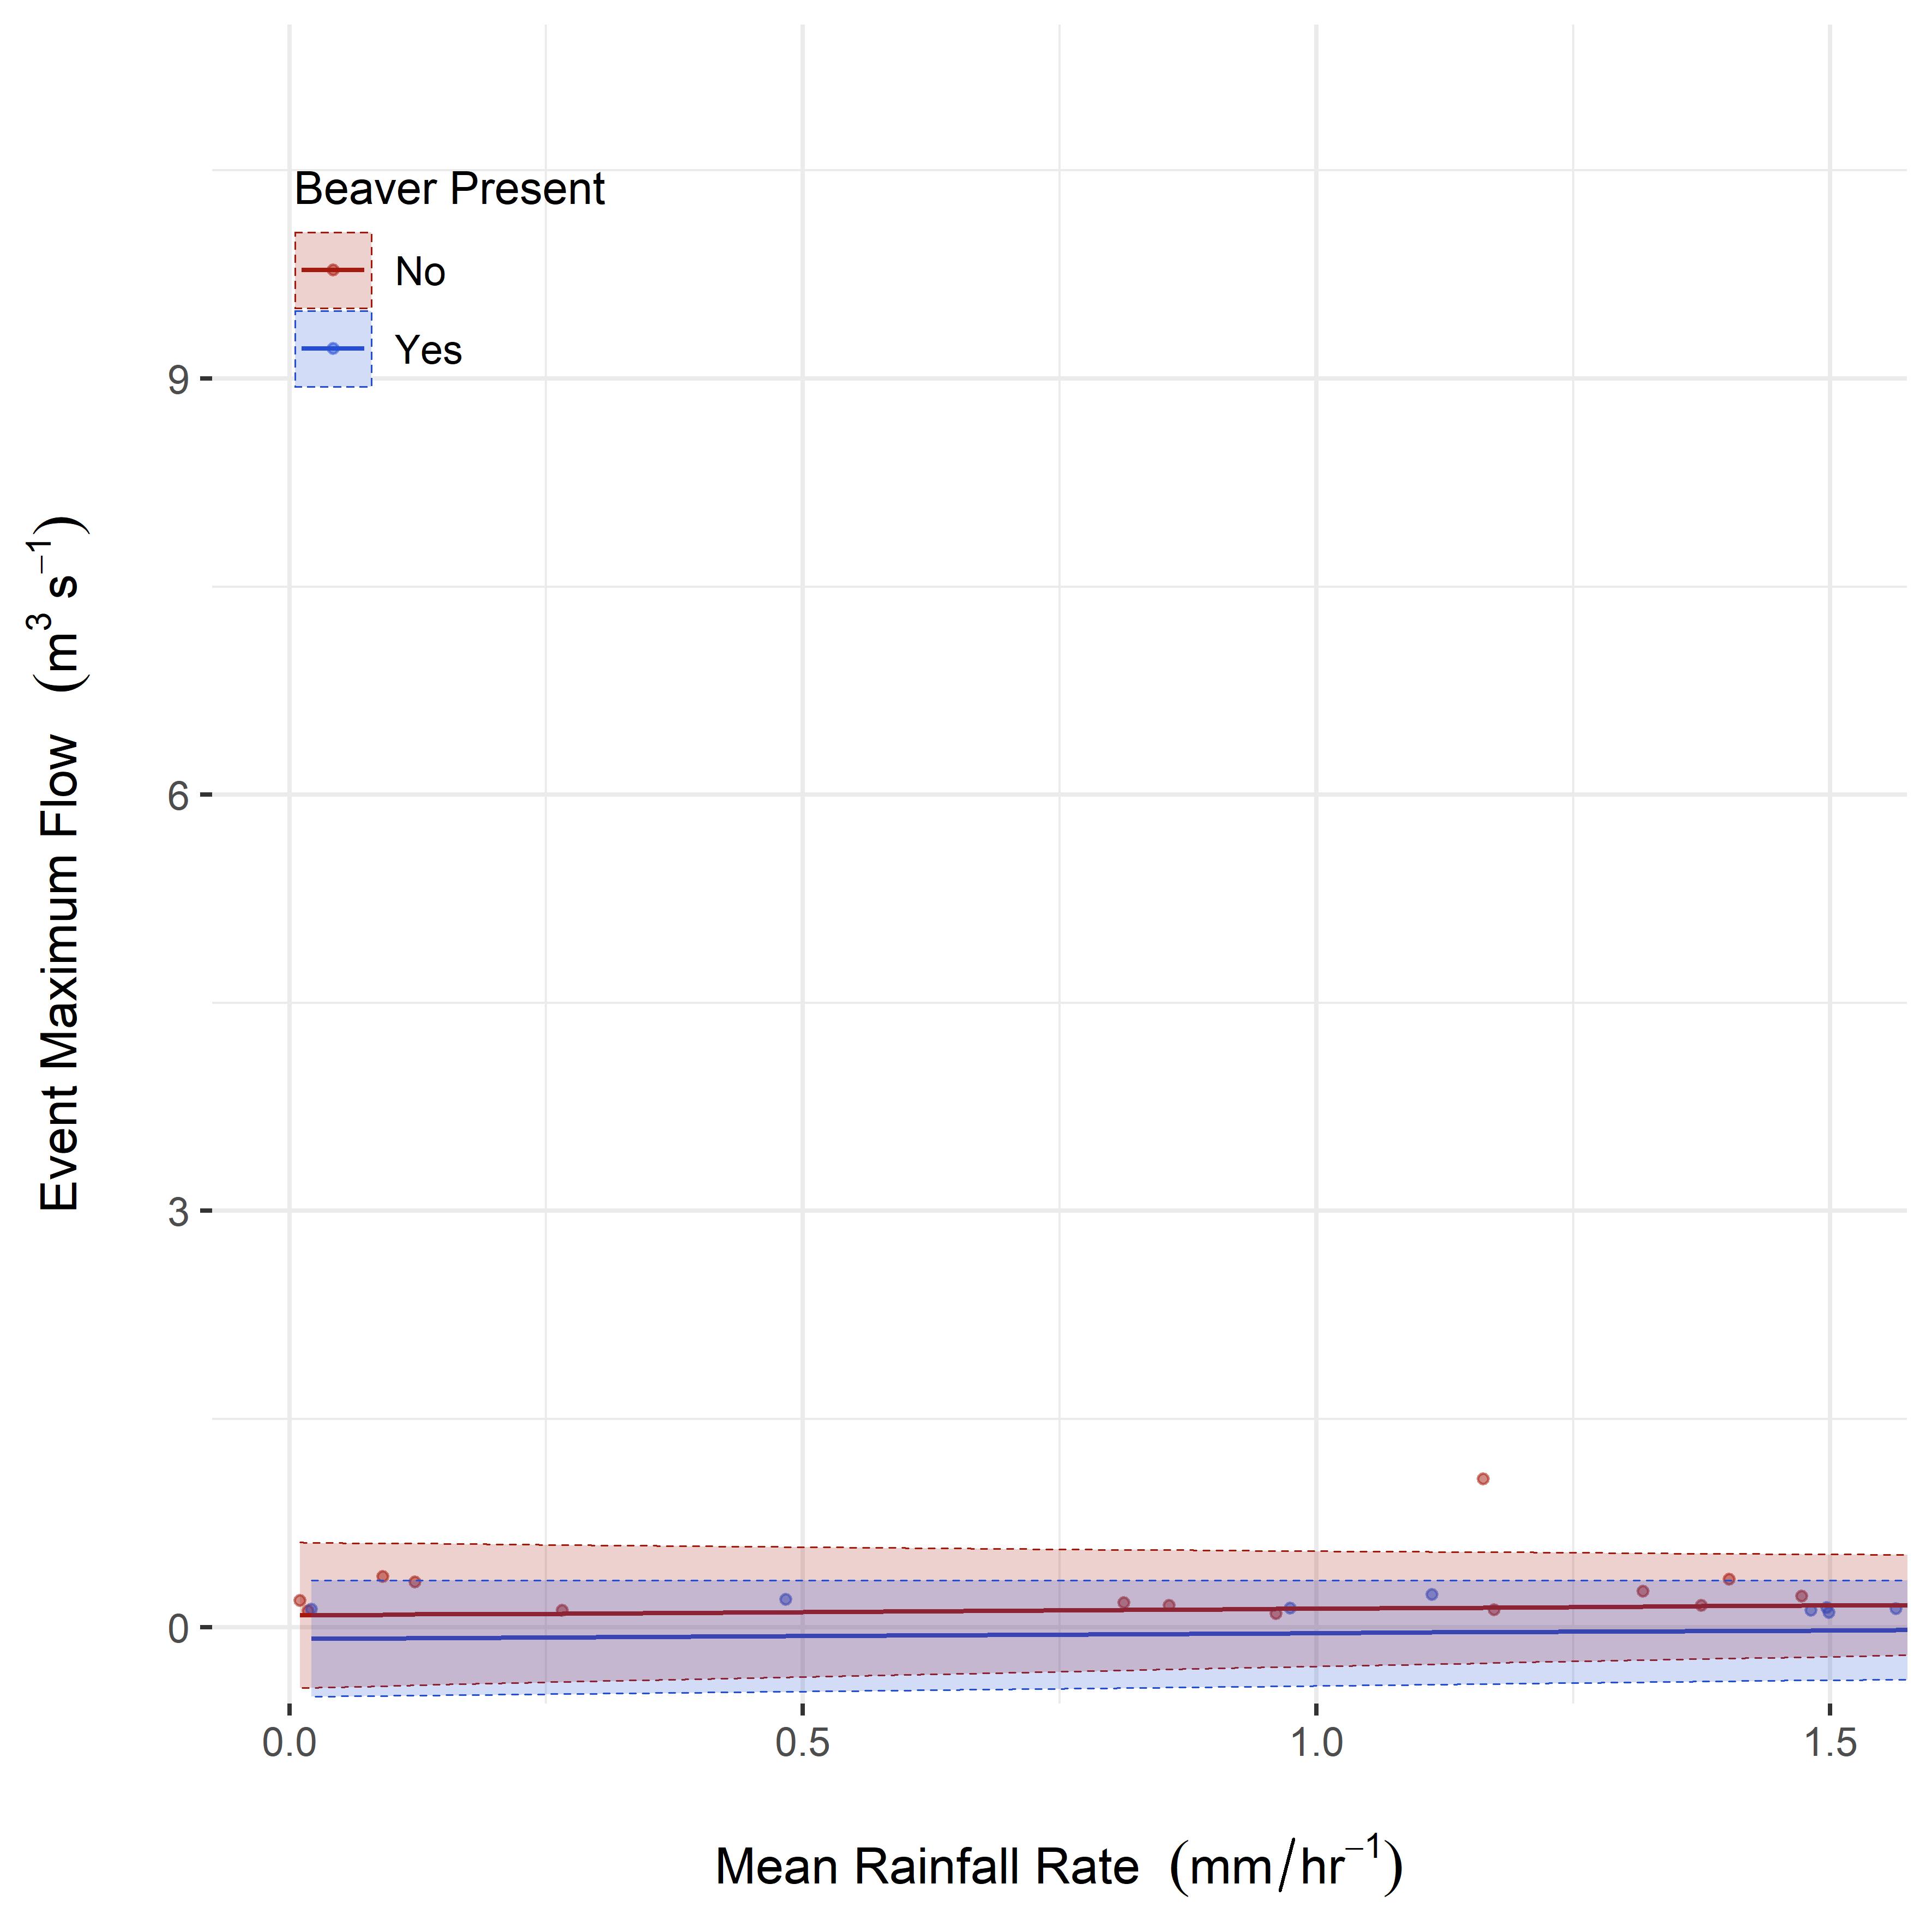 Beaver Present
No
Yes
9
6
3
0
0.0 0.5 1.0 1.5
Event Maximum Flow (m³ s⁻¹)
Mean Rainfall Rate (mm/hr⁻¹)